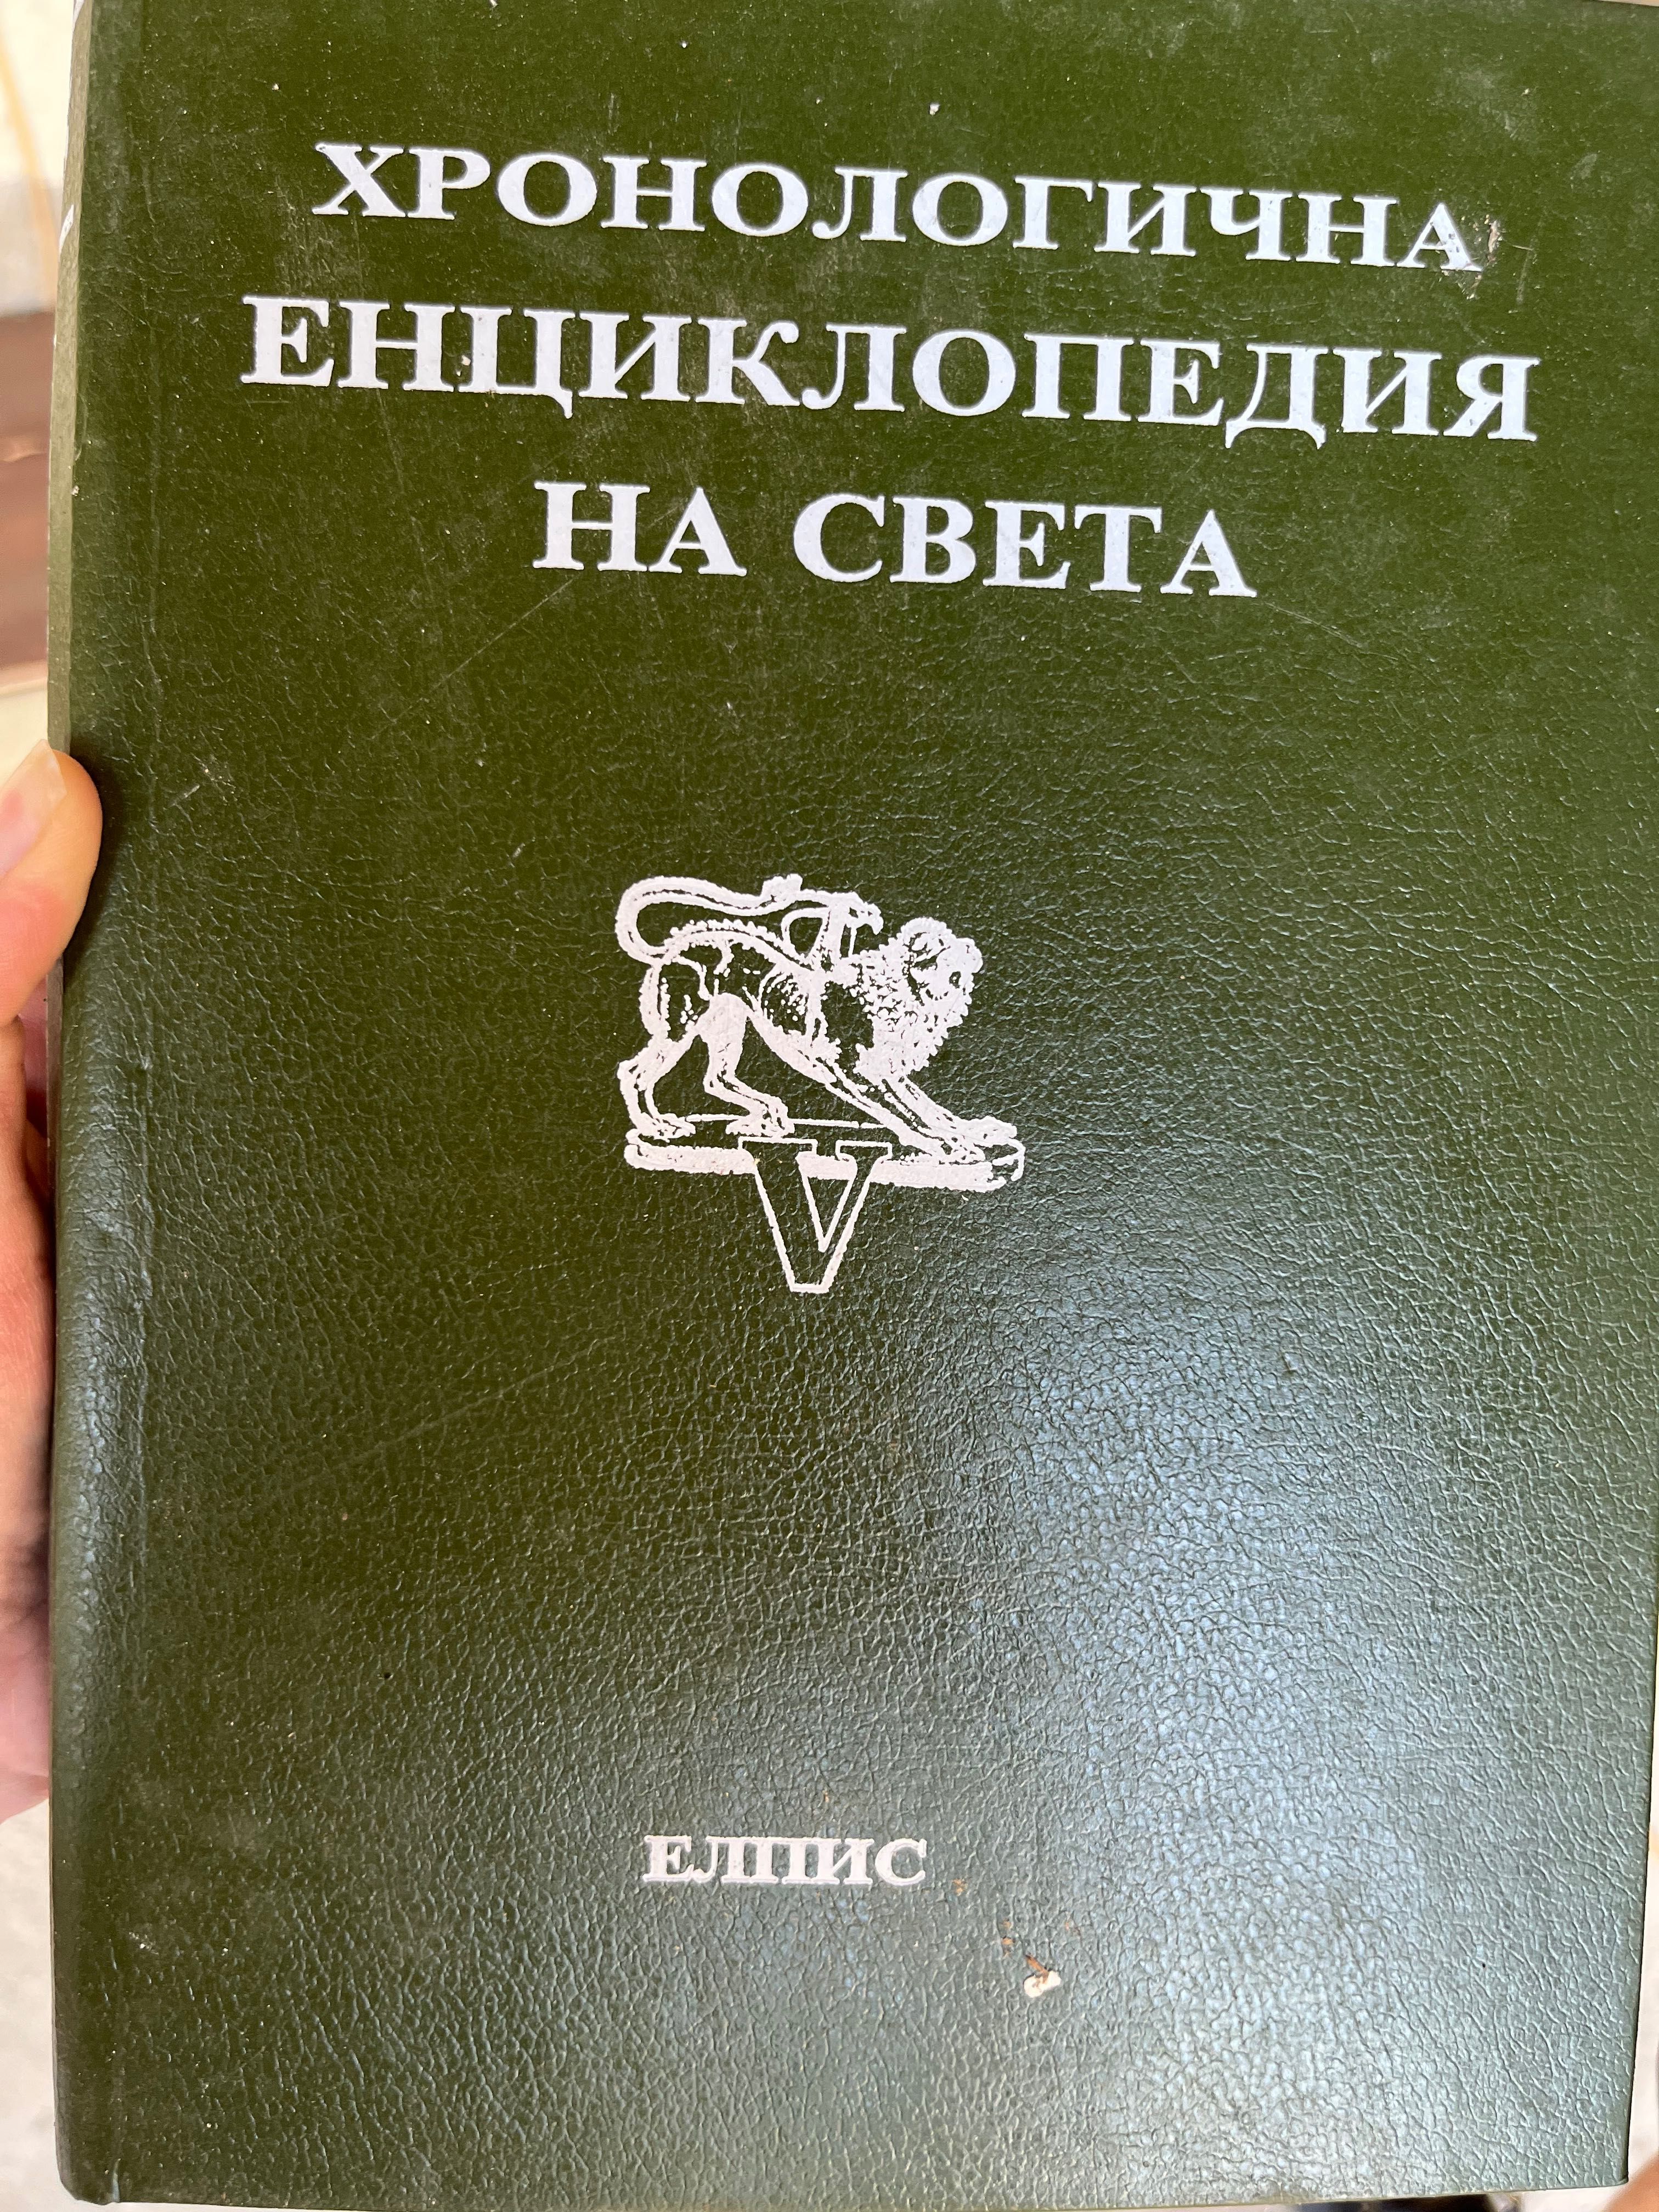 ХРОНОЛОГИЧНА
ЕНЦИКЛОПЕДИЯ
НА СВЕТА
V
ЕЛПИС